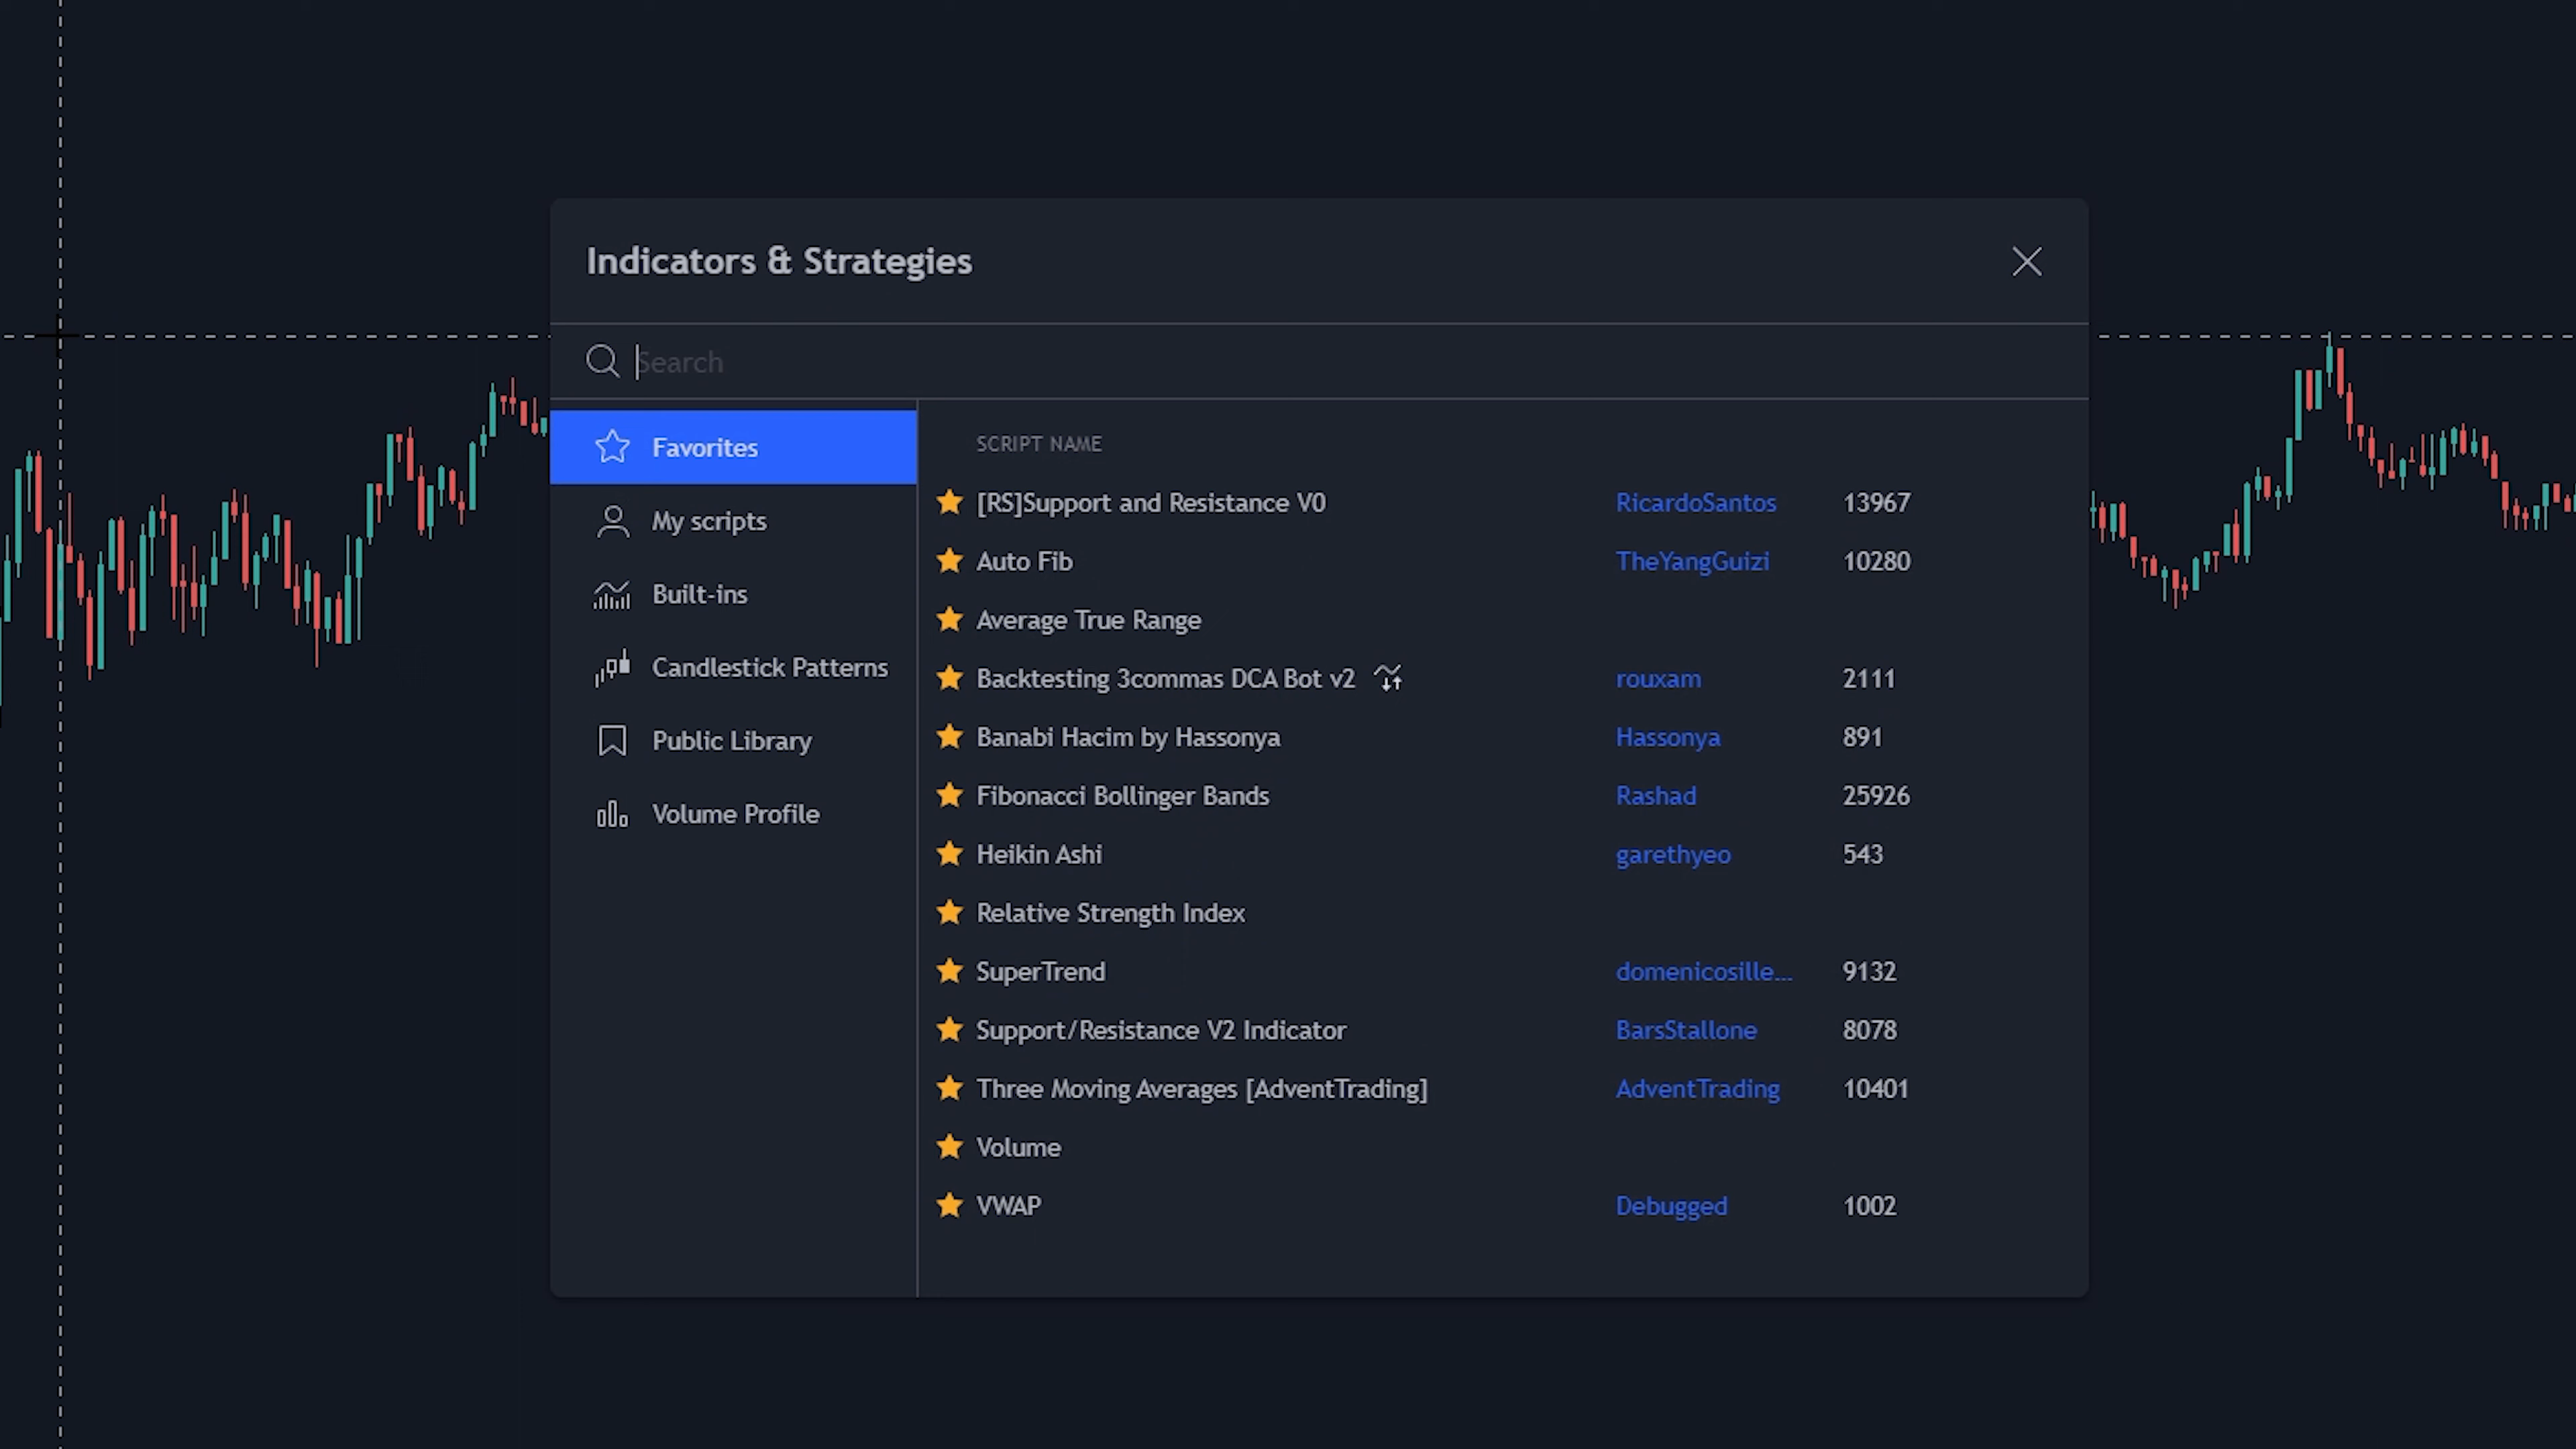 Indicators & Strategies
Search
Favorites
My scripts
Built-ins
Candlestick Patterns
Public Library
Volume Profile
SCRIPT NAME
[RS]Support and Resistance V0 RicardoSantos 13967
Auto Fib TheYangGuizi 10280
Average True Range
Backtesting 3commas DCA Bot v2 rouxam 2111
Banabi Hacim by Hassonya Hassonya 891
Fibonacci Bollinger Bands Rashad 25926
Heikin Ashi garethyeo 543
Relative Strength Index
SuperTrend domenicosille... 9132
Support/Resistance V2 Indicator BarsStallone 8078
Three Moving Averages [AdventTrading] AdventTrading 10401
Volume
VWAP Debugged 1002